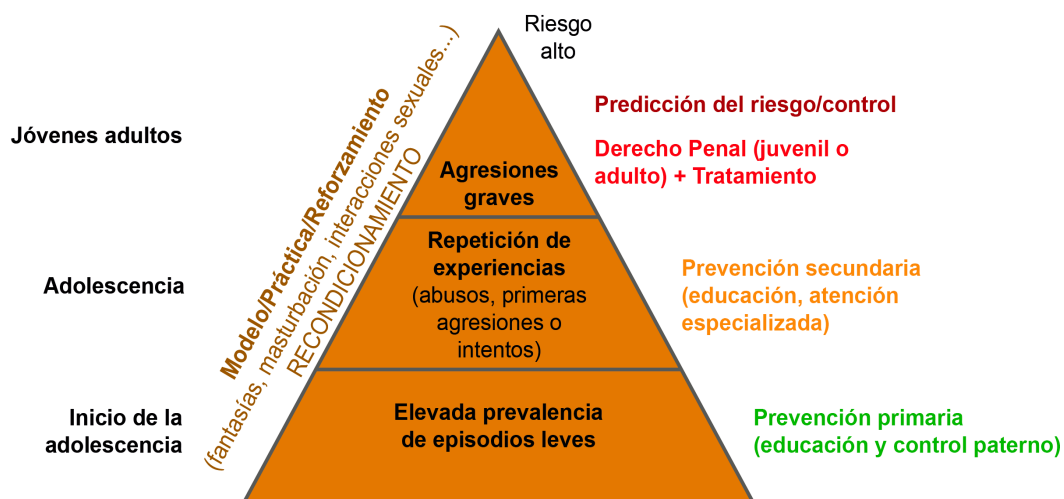 Riesgo
alto
Jóvenes adultos
Modelo/Práctica/Reforzamiento
(fantasías, masturbación, interacciones sexuales...)
RECONDICIONAMIENTO
Agresiones
graves
Predicción del riesgo/control
Derecho Penal (juvenil o
adulto) + Tratamiento
Adolescencia
Repetición de
experiencias
(abusos, primeras
agresiones o
intentos)
Prevención secundaria
(educación, atención
especializada)
Inicio de la
adolescencia
Elevada prevalencia
de episodios leves
Prevención primaria
(educación y control paterno)